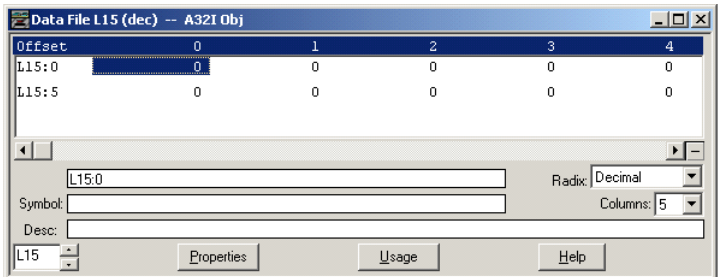 Data File L15 (dec) -- A32I Obj
Offset 0 1 2 3 4
L15:0 0 0 0 0 0
L15:5 0 0 0 0 0
L15:0 Radix: Decimal
Symbol: Columns: 5
Desc:
L15 Properties Usage Help